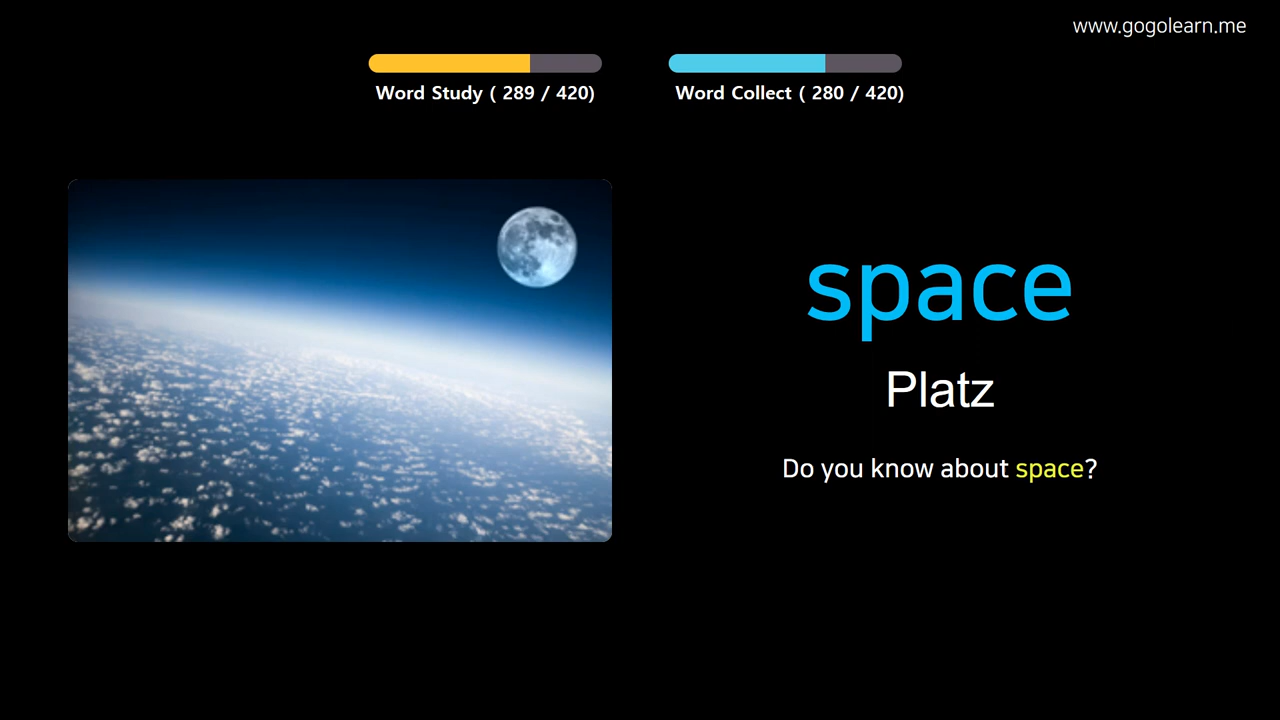 www.gogolearn.me
Word Study ( 289 / 420)
Word Collect ( 280 / 420)
space
Platz
Do you know about space?